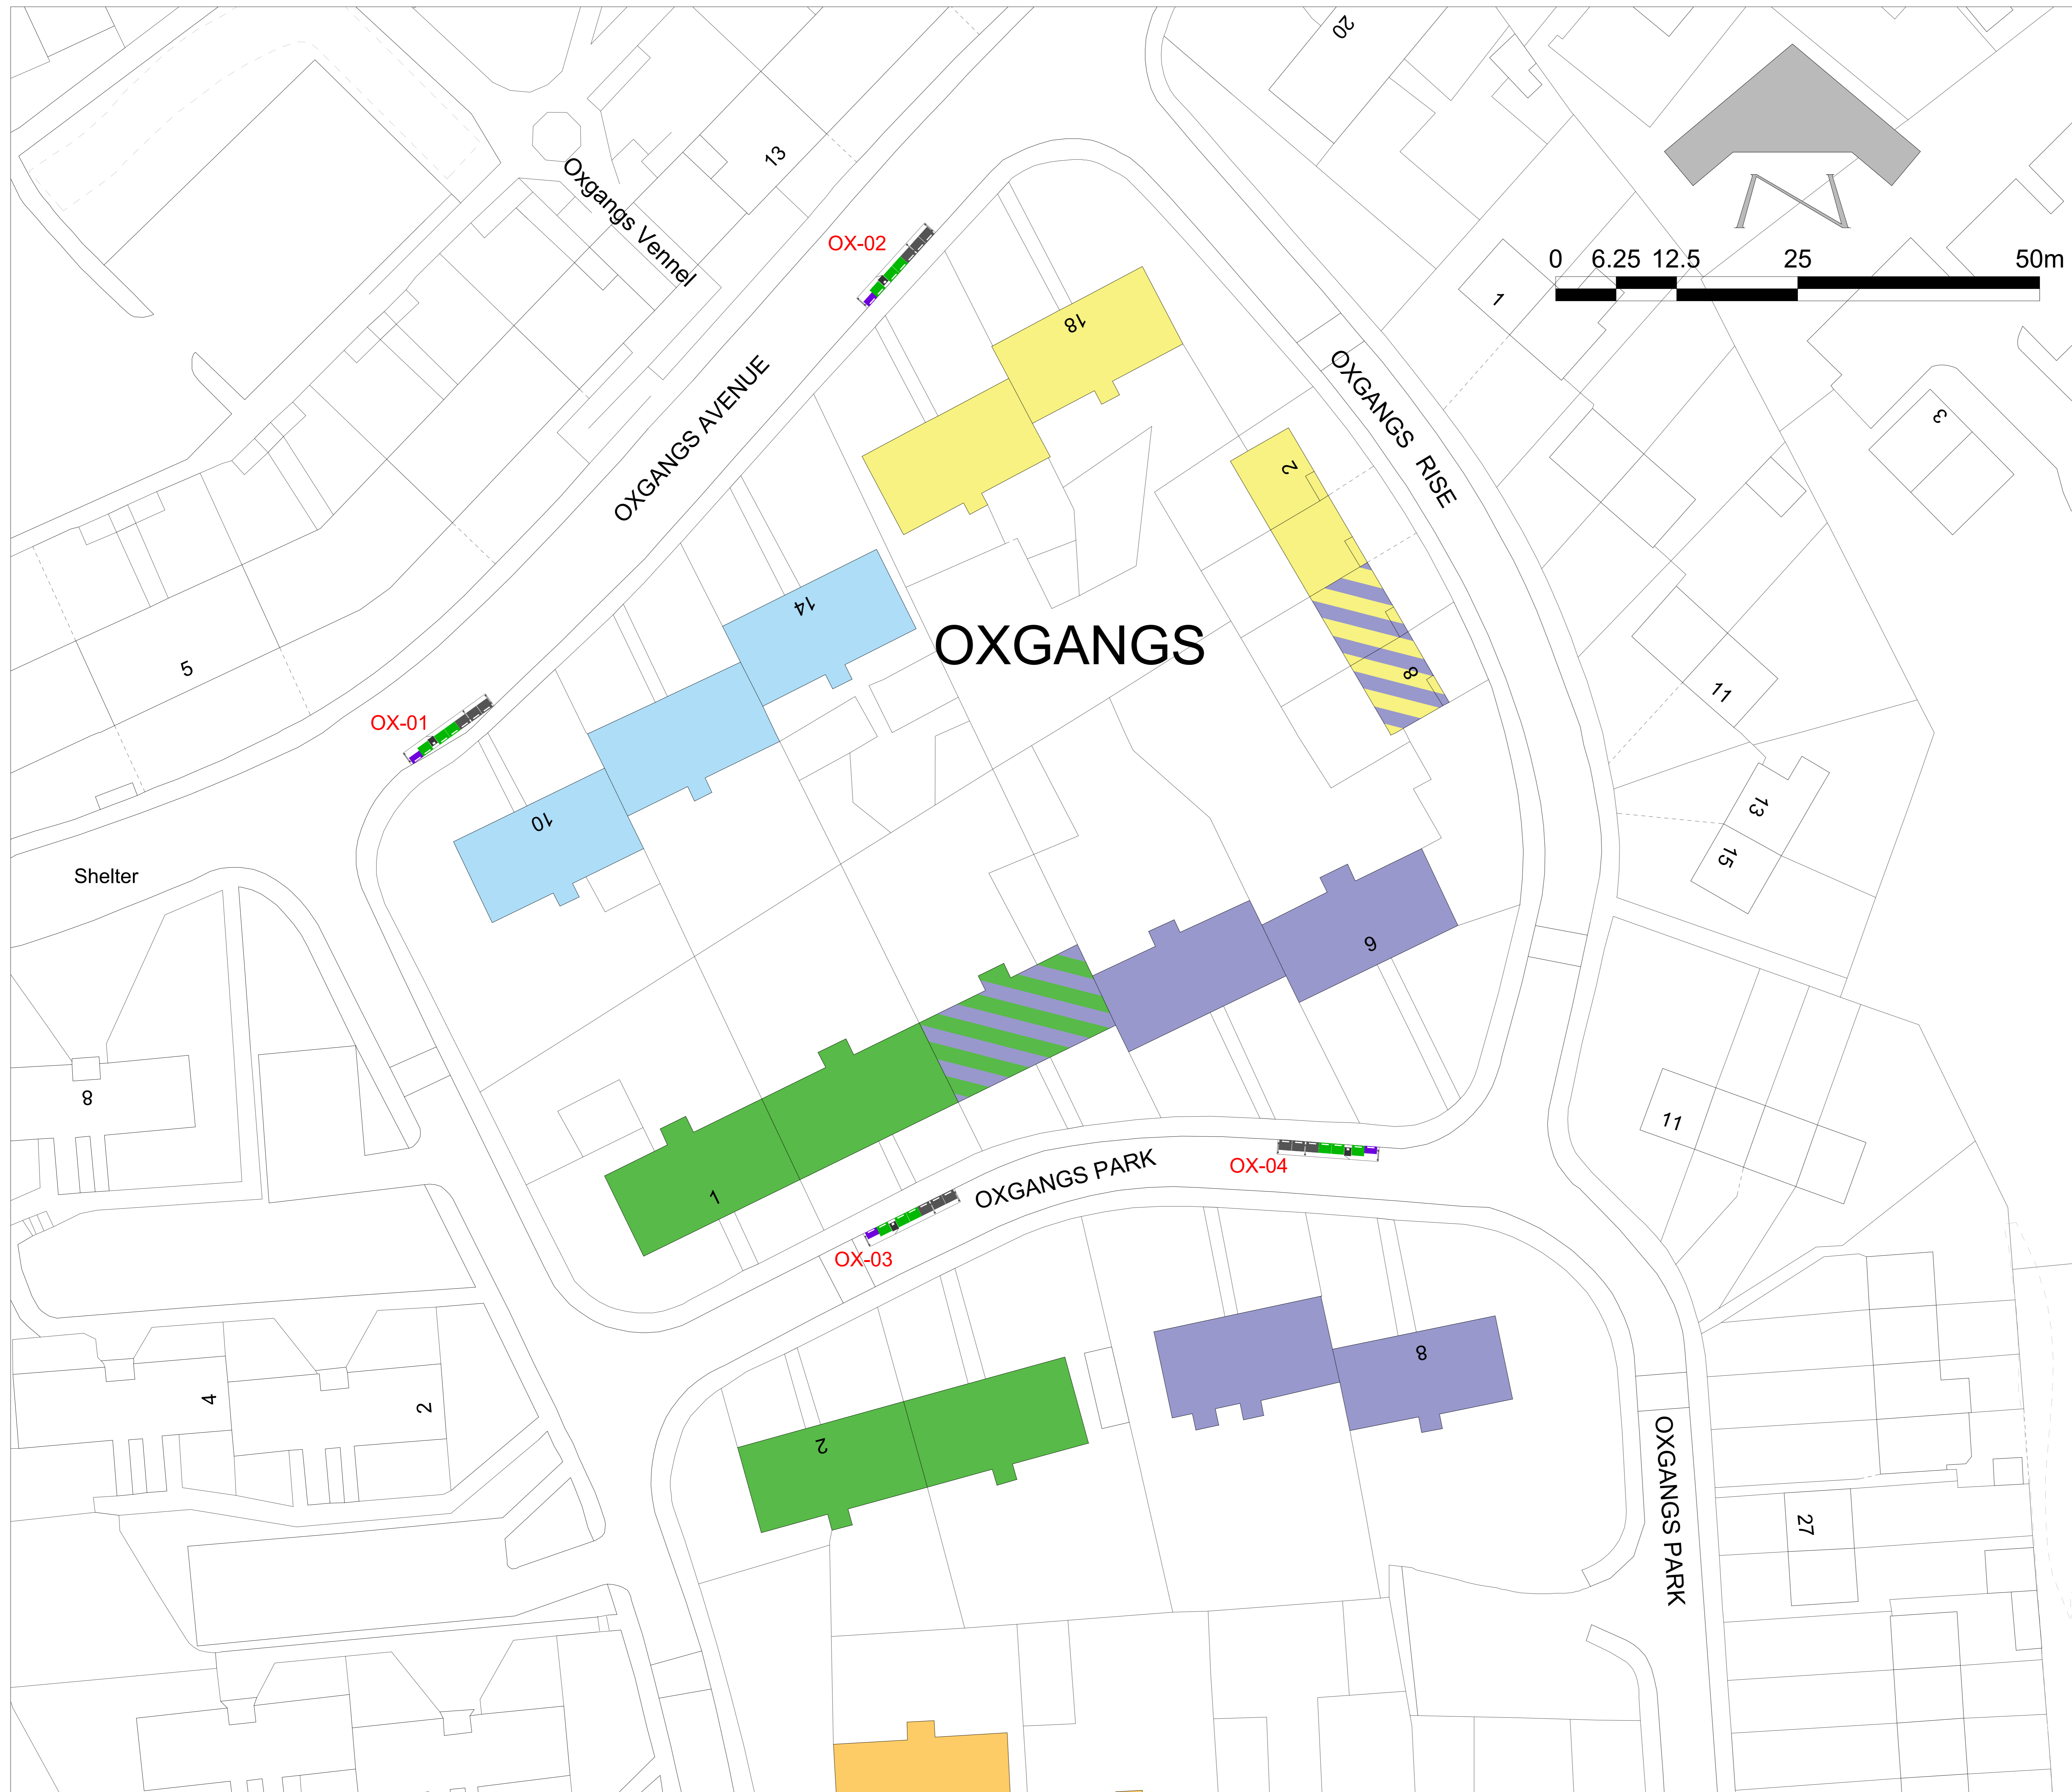 20
13
Oxgangs Vennel
OX-02
0 6.25 12.5 25 50m
1
18
3
OXGANGS AVENUE
OXGANGS RISE
2
14
OXGANGS
5
8
11
OX-01
10
13
15
Shelter
9
8
11
1
OXGANGS PARK
OX-04
OX-03
8
4
2
2
OXGANGS PARK
27